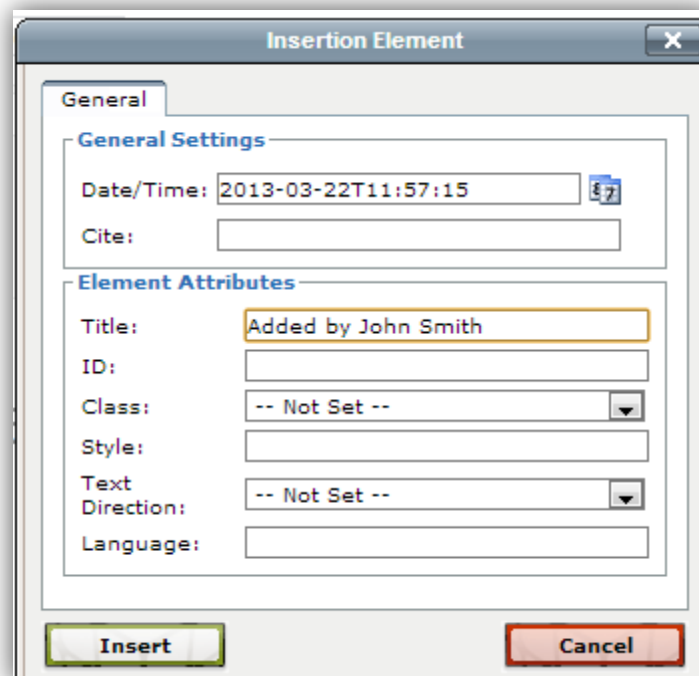 Insertion Element
General
General Settings
Date/Time: 2013-03-22T11:57:15
Cite:
Element Attributes
Title: Added by John Smith
ID:
Class: -- Not Set --
Style:
Text
Direction: -- Not Set --
Language:
Insert Cancel